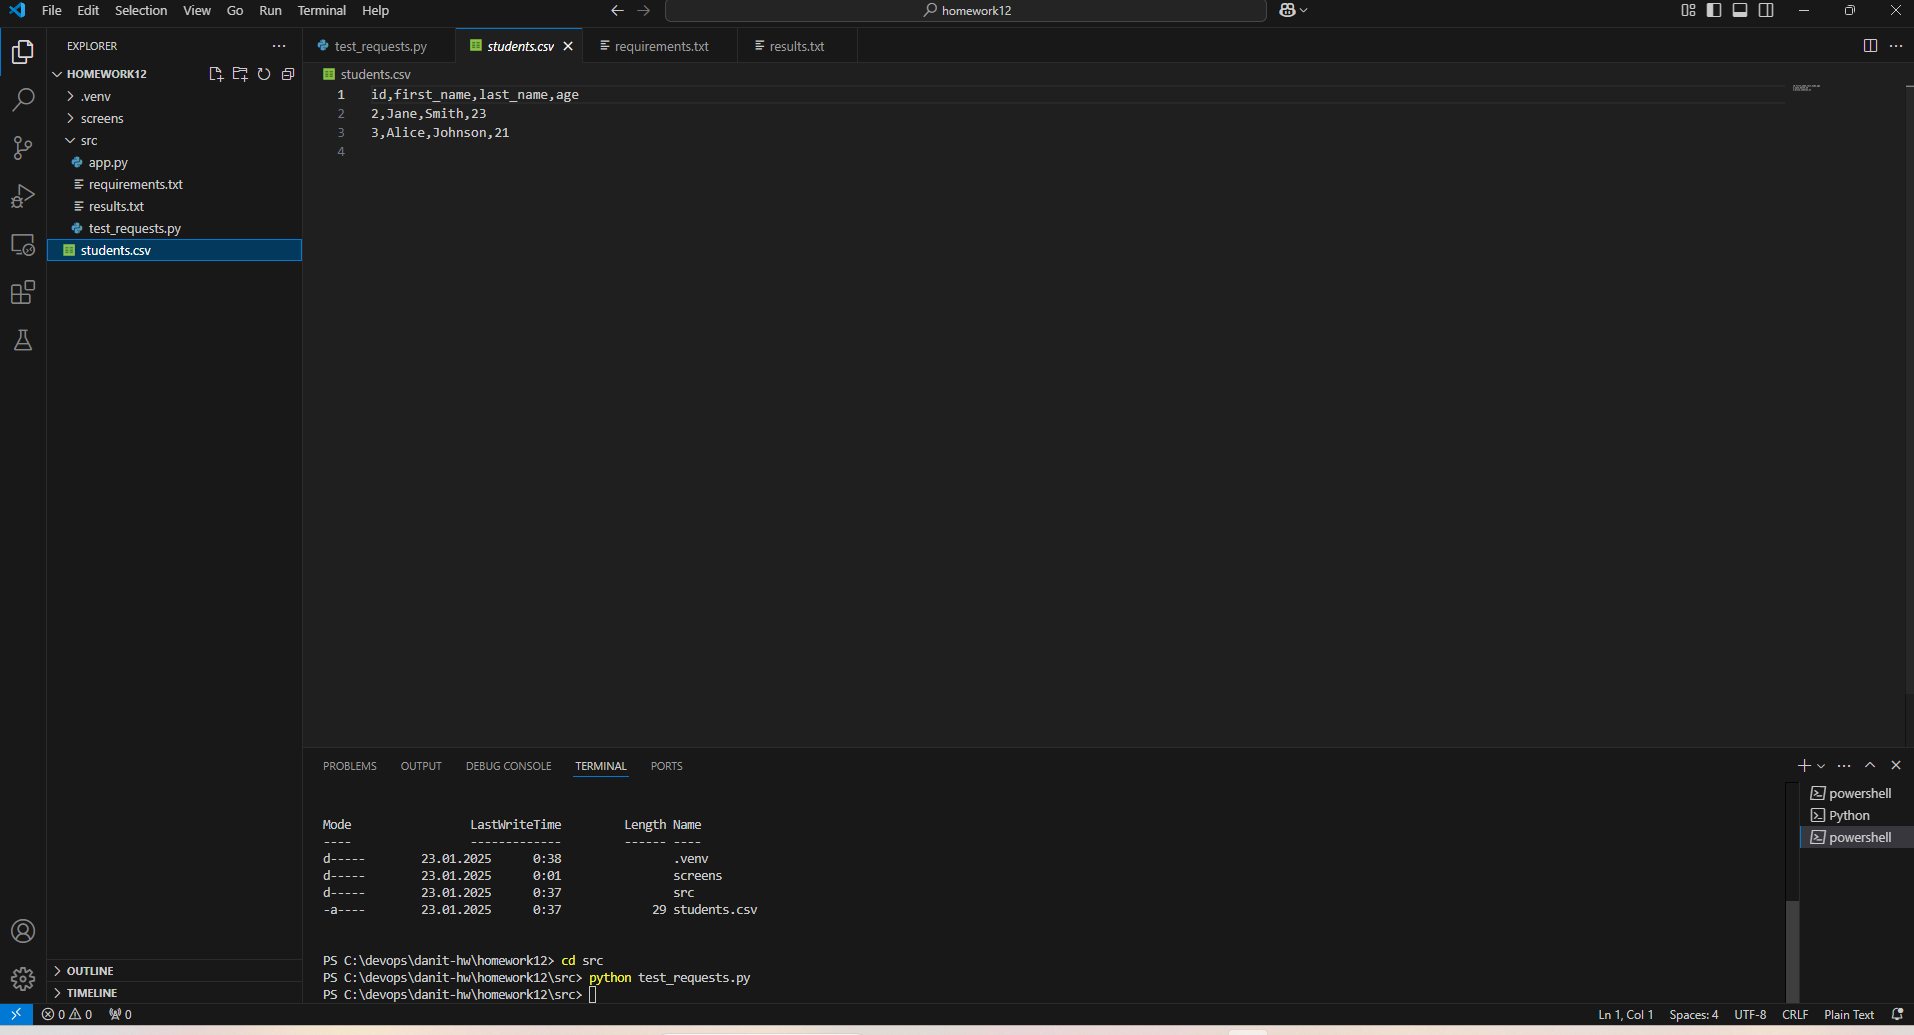 File Edit Selection View Go Run Terminal Help
homework12
EXPLORER
HOMEWORK12
.venv
screens
src
app.py
requirements.txt
results.txt
test_requests.py
students.csv
OUTLINE
TIMELINE
test_requests.py students.csv requirements.txt results.txt
students.csv
1 id,first_name,last_name,age
2 2,Jane,Smith,23
3 3,Alice,Johnson,21
4
PROBLEMS OUTPUT DEBUG CONSOLE TERMINAL PORTS
Mode LastWriteTime Length Name
---- ------------- ------ ----
d----- 23.01.2025 0:38 .venv
d----- 23.01.2025 0:01 screens
d----- 23.01.2025 0:37 src
-a---- 23.01.2025 0:37 29 students.csv
PS C:\devops\danit-hw\homework12> cd src
PS C:\devops\danit-hw\homework12\src> python test_requests.py
PS C:\devops\danit-hw\homework12\src>
powershell
Python
powershell
0 0 0 Ln 1, Col 1 Spaces: 4 UTF-8 CRLF Plain Text